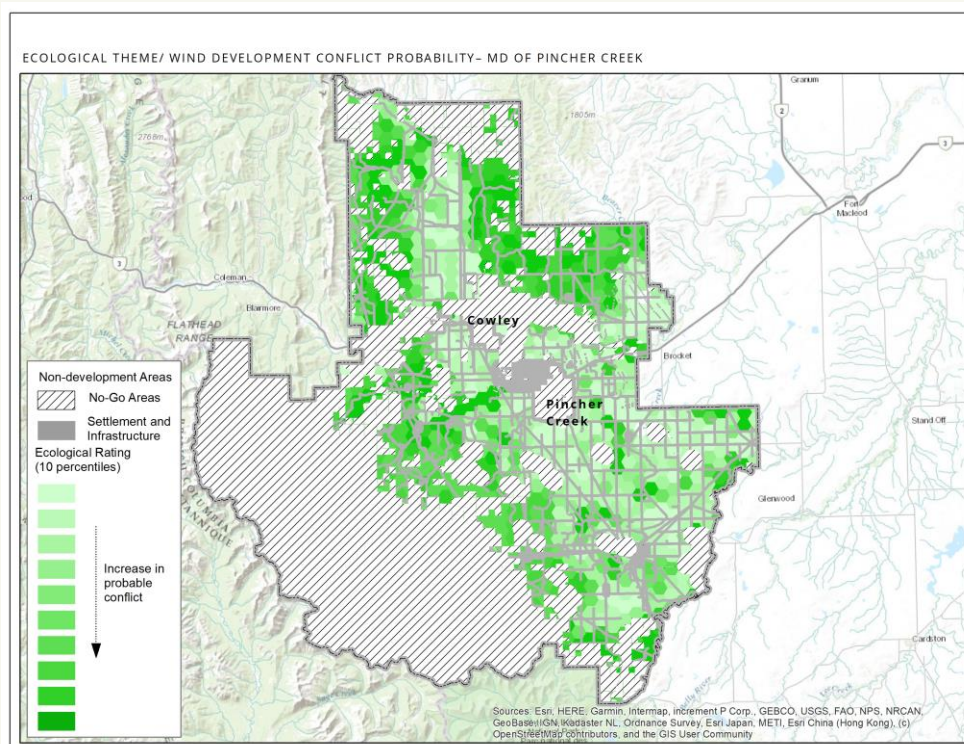 ECOLOGICAL THEME/ WIND DEVELOPMENT CONFLICT PROBABILITY– MD OF PINCHER CREEK
Granum
2
1805m
2768m
3
Fort
Macleod
3
Coleman
Blairmore
FLATHEAD
RANGE
Cowley
Brocket
Pincher
Creek
Stand Off
Glenwood
Cardston
Non-development Areas
No-Go Areas
Settlement and
Infrastructure
Ecological Rating
(10 percentiles)
Increase in
probable
conflict
Sources: Esri, HERE, Garmin, Intermap, increment P Corp., GEBCO, USGS, FAO, NPS, NRCAN,
GeoBase, IGN, Kadaster NL, Ordnance Survey, Esri Japan, METI, Esri China (Hong Kong), (c)
OpenStreetMap contributors, and the GIS User Community